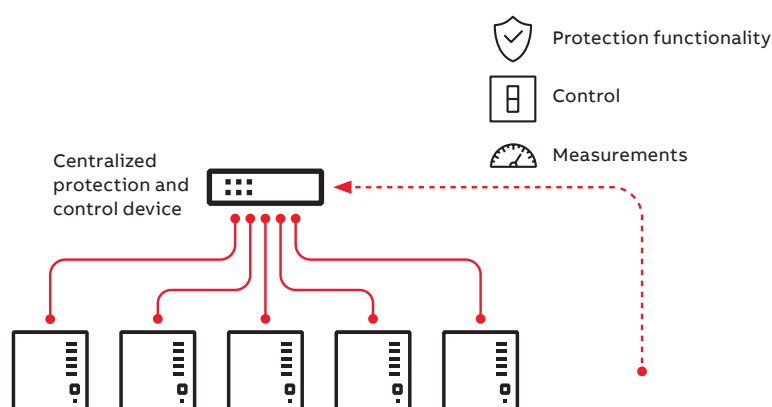 Protection functionality
Control
Measurements
Centralized
protection and
control device